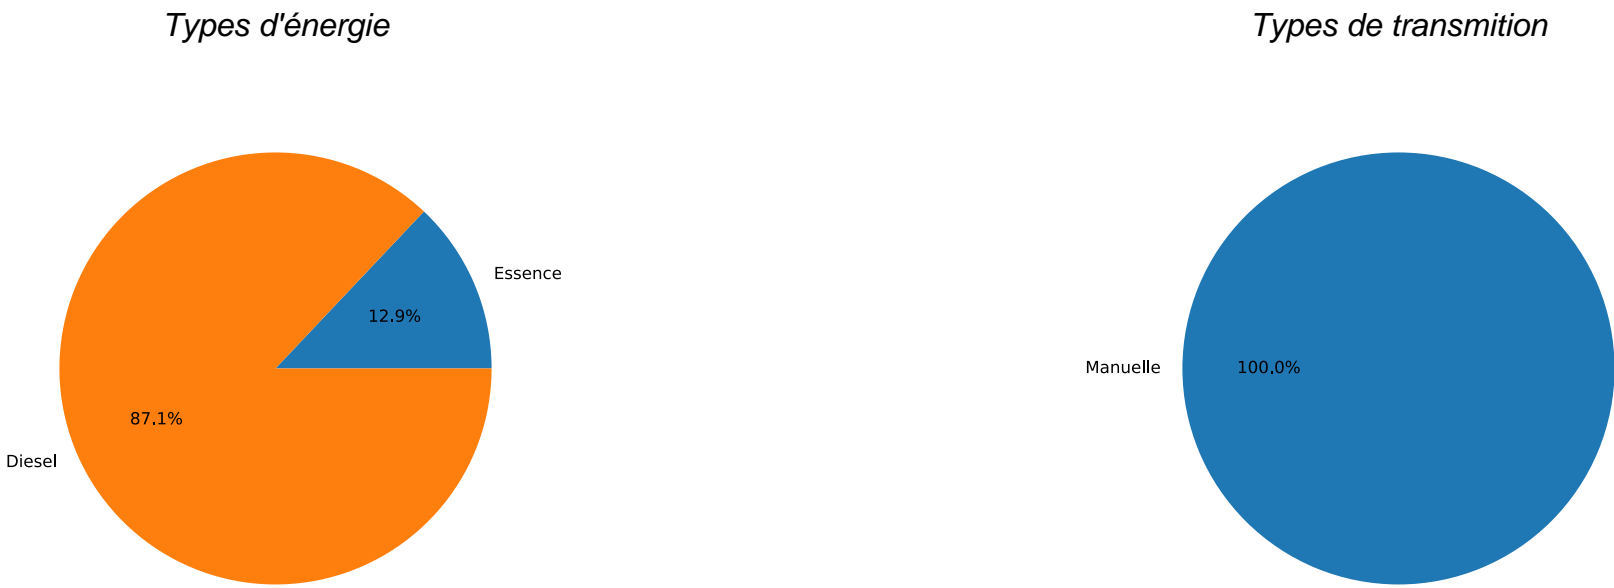 Types d'énergie
Types de transmition
Essence
12.9%
87.1%
Diesel
Manuelle
100.0%